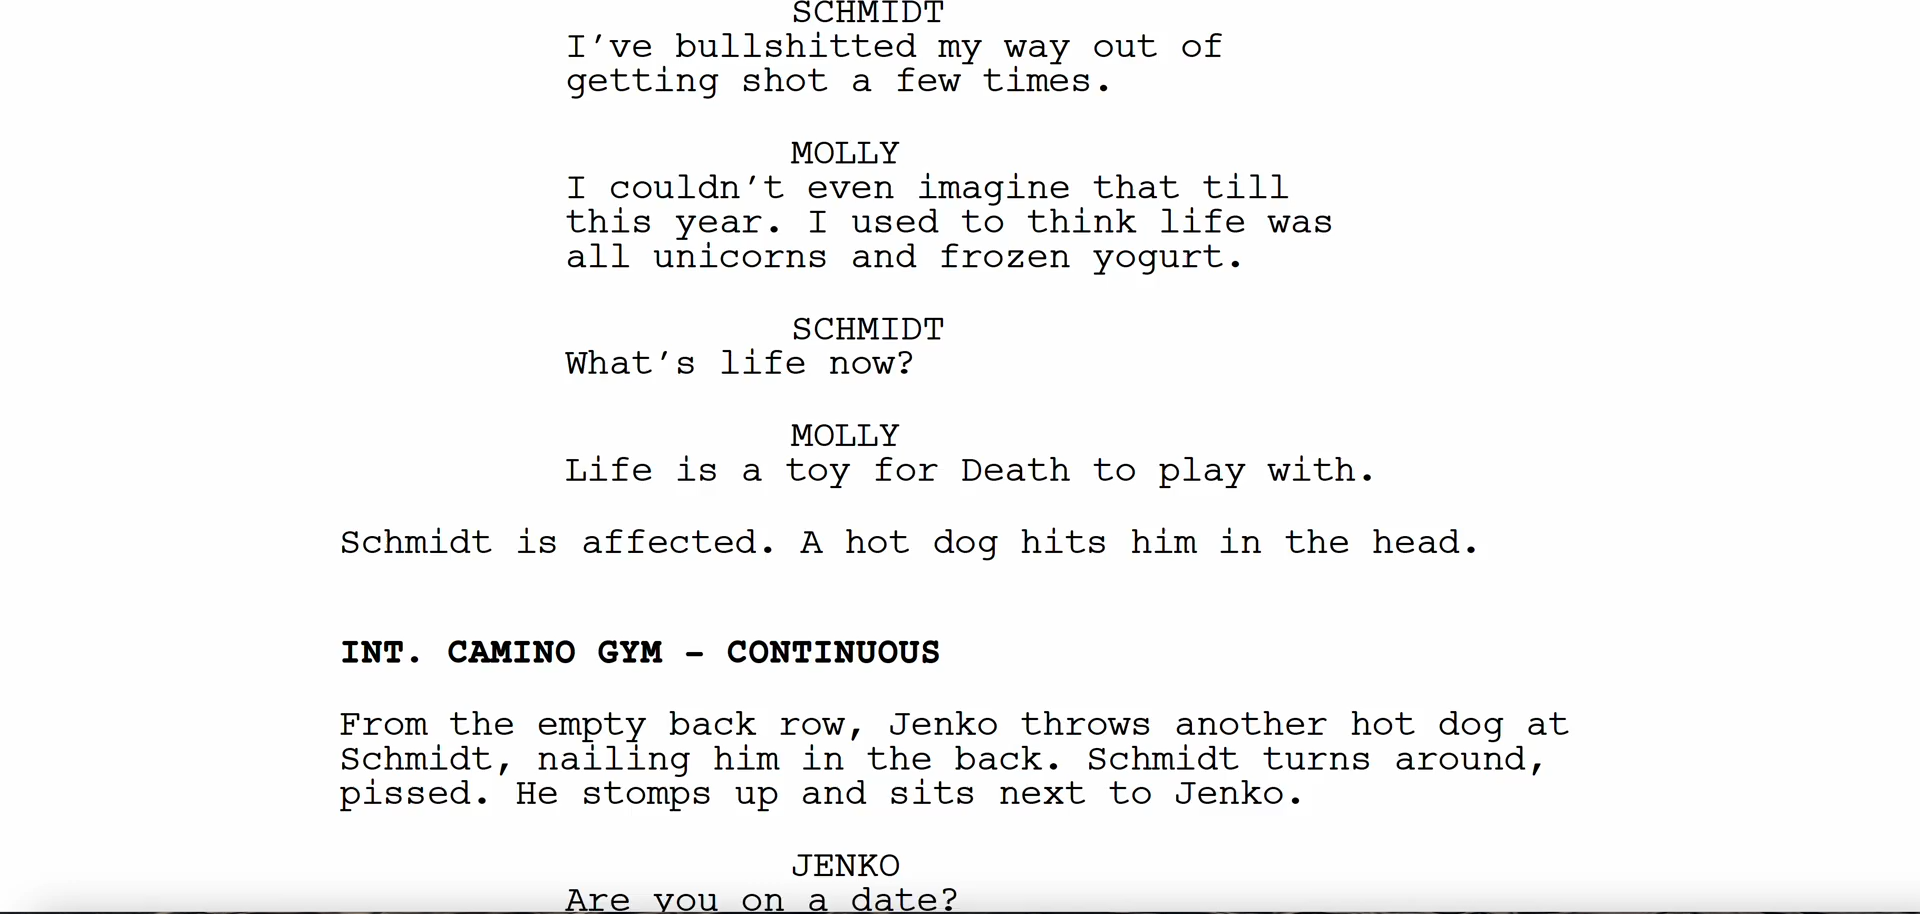 SCHMIDT
I've bullshitted my way out of
getting shot a few times.
MOLLY
I couldn't even imagine that till
this year. I used to think life was
all unicorns and frozen yogurt.
SCHMIDT
What's life now?
MOLLY
Life is a toy for Death to play with.
Schmidt is affected. A hot dog hits him in the head.
INT. CAMINO GYM – CONTINUOUS
From the empty back row, Jenko throws another hot dog at
Schmidt, nailing him in the back. Schmidt turns around,
pissed. He stomps up and sits next to Jenko.
JENKO
Are you on a date?